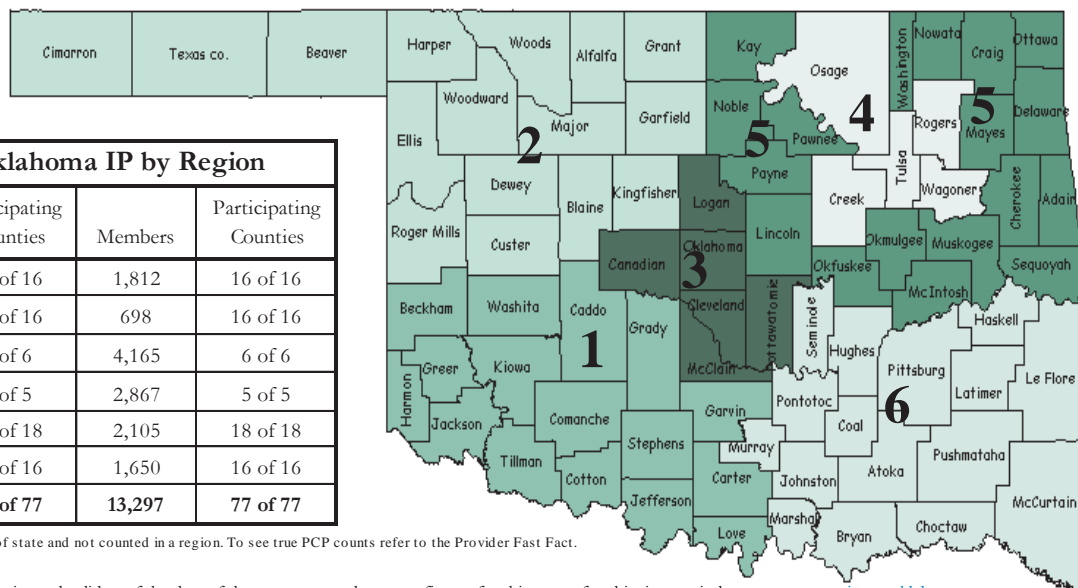 Cimarron
Texas co.
Beaver
Harper
Woods
Alfalfa
Grant
Kay
Osage
Washington
Nowata
Craig
Ottawa
Woodward
Ellis
Major
Garfield
Noble
Pawnee
Rogers
Mayes
Delaware
2
5
4
5
Dewey
Blaine
Kingfisher
Logan
Payne
Creek
Tulsa
Wagoner
Cherokee
Adair
Roger Mills
Custer
Canadian
Oklahoma
Lincoln
Okfuskee
Okmulgee
Muskogee
Sequoyah
3
McIntosh
Beckham
Washita
Caddo
Grady
Cleveland
Pottawatomie
Seminole
Hughes
Haskell
1
Harmon
Greer
Kiowa
McClain
Pittsburg
Latimer
Le Flore
6
Jackson
Comanche
Garvin
Pontotoc
Coal
Tillman
Stephens
Murray
Atoka
Pushmataha
Cotton
Carter
Johnston
McCurtain
Jefferson
Love
Marshal
Bryan
Choctaw
klahoma IP by Region
cipating Participating
unties Members Counties
of 16 1,812 16 of 16
of 16 698 16 of 16
of 6 4,165 6 of 6
of 5 2,867 5 of 5
of 18 2,105 18 of 18
of 16 1,650 16 of 16
of 77 13,297 77 of 77
of state and not counted in a region. To see true PCP counts refer to the Provider Fast Fact.